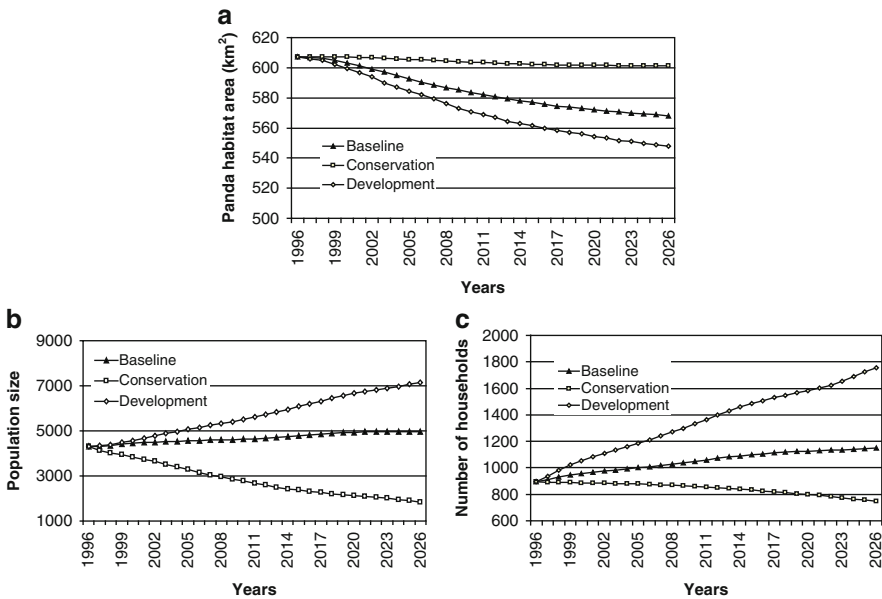 a
Panda habitat area (km²)
620
600
580
560
540
520
500
Baseline
Conservation
Development
1996
1999
2002
2005
2008
2011
2014
2017
2020
2023
2026
Years
b
Population size
9000
7000
5000
3000
1000
Baseline
Conservation
Development
1996
1999
2002
2005
2008
2011
2014
2017
2020
2023
2026
Years
c
Number of households
2000
1800
1600
1400
1200
1000
800
600
Baseline
Conservation
Development
1996
1999
2002
2005
2008
2011
2014
2017
2020
2023
2026
Years